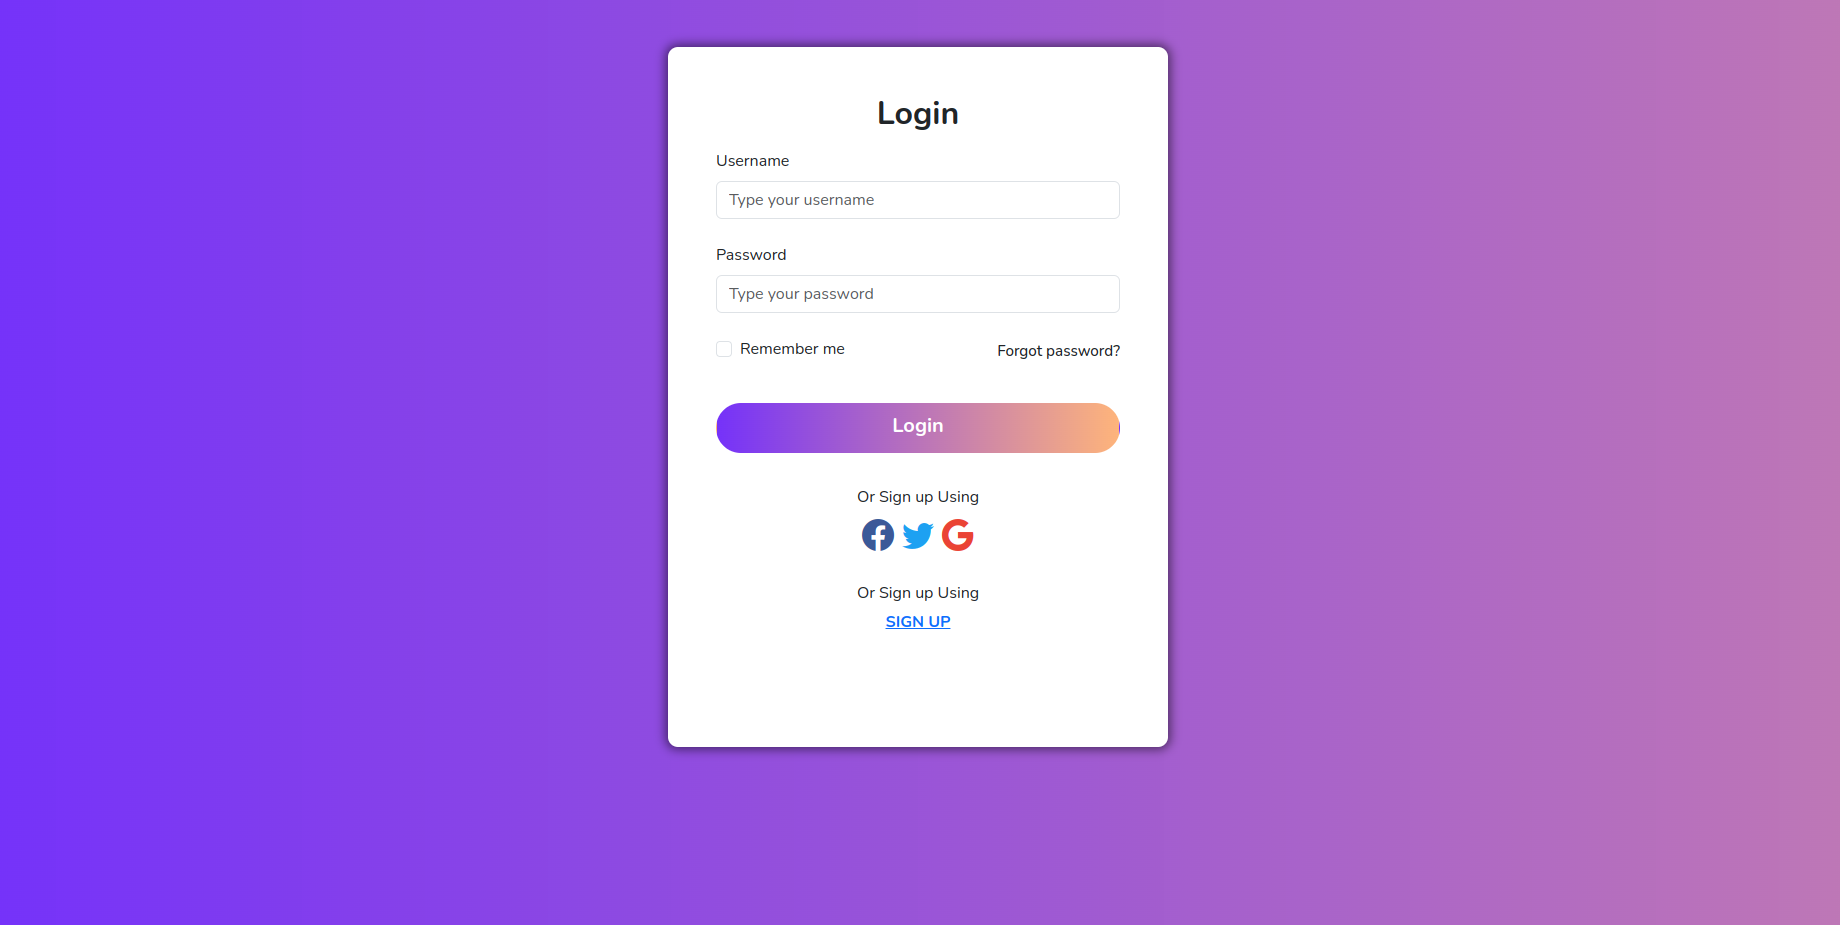 Login
Username
Type your username
Password
Type your password
Remember me Forgot password?
Login
Or Sign up Using
Or Sign up Using
SIGN UP